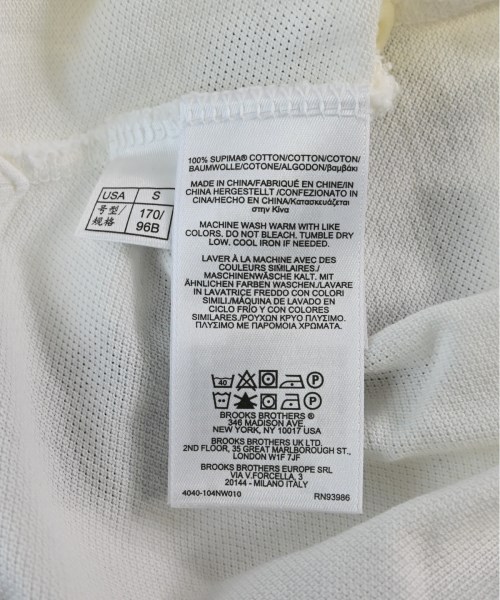 100% SUPIMA® COTTON/COTTON/COTON/
BAUMWOLLE/COTONE/ALGODON/βαμβάκι
MADE IN CHINA/FABRIQUÉ EN CHINE/IN
CHINA HERGESTELLT /CONFEZIONATO IN
CINA/HECHO EN CHINA/Κατασκευάζεται
στην Κίνα
USA S
号型/ 170/
规格 96B
MACHINE WASH WARM WITH LIKE
COLORS. DO NOT BLEACH. TUMBLE DRY
LOW. COOL IRON IF NEEDED.
LAVER À LA MACHINE AVEC DES
COULEURS SIMILAIRES./
MASCHINENWÄSCHE KALT. MIT
ÄHNLICHEN FARBEN WASCHEN./LAVARE
IN LAVATRICE FREDDO CON COLORI
SIMILI./MÁQUINA DE LAVADO EN
CICLO FRÍO Y CON COLORES
SIMILARES./ΡΟΥΧΩΝ ΚΡΥΟ ΠΛΥΣΙΜΟ.
ΠΛΥΣΙΜΟ ΜΕ ΠΑΡΟΜΟΙΑ ΧΡΩΜΑΤΑ.
40 P
P
BROOKS BROTHERS ®
346 MADISON AVE.
NEW YORK, NY 10017 USA
BROOKS BROTHERS UK LTD.
2ND FLOOR, 35 GREAT MARLBOROUGH ST.,
LONDON W1F 7JF
BROOKS BROTHERS EUROPE SRL
VIA V.FORCELLA, 3
20144 - MILANO ITALY
4040-104NW010 RN93986